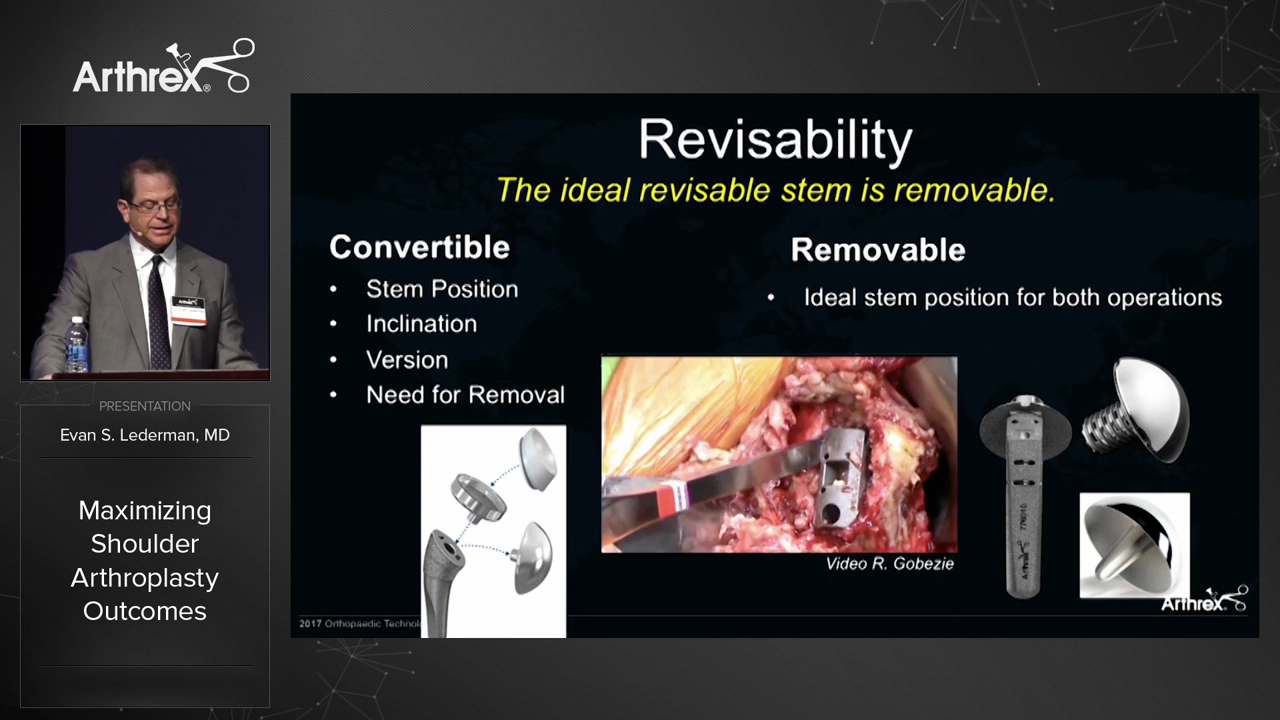 Arthrex®
PRESENTATION
Evan S. Lederman, MD
Maximizing
Shoulder
Arthroplasty
Outcomes
Revisability
The ideal revisable stem is removable.
Convertible
• Stem Position
• Inclination
• Version
• Need for Removal
Removable
• Ideal stem position for both operations
Video R. Gobezie
Arthrex
2017 Orthopaedic
Arthrex